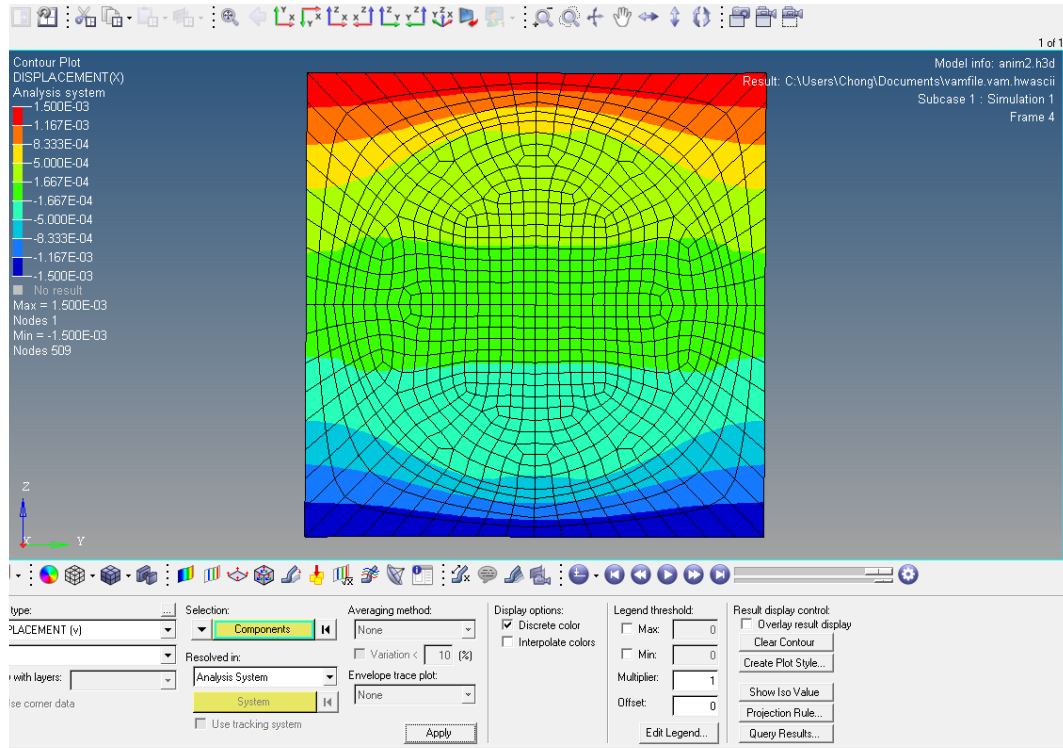 1 of 1
Contour Plot
DISPLACEMENT(X)
Analysis system
1.500E-03
1.167E-03
8.333E-04
5.000E-04
1.667E-04
-1.667E-04
-5.000E-04
-8.333E-04
-1.167E-03
-1.500E-03
No result
Max = 1.500E-03
Nodes 1
Min = -1.500E-03
Nodes 509
Model info: anim2.h3d
Result: C:\Users\Chong\Documents\vamfile.vam.hwascii
Subcase 1 : Simulation 1
Frame 4
Z
X
Y
type:
...
PLACEMENT (v)
with layers:
se corner data
Selection:
Components
Resolved in:
Analysis System
System
Use tracking system
Averaging method:
None
Variation < 10 (%)
Envelope trace plot:
None
Apply
Display options:
Discrete color
Interpolate colors
Legend threshold:
Max: 0
Min: 0
Multiplier: 1
Offset: 0
Edit Legend...
Result display control:
Overlay result display
Clear Contour
Create Plot Style...
Show Iso Value
Projection Rule...
Query Results...